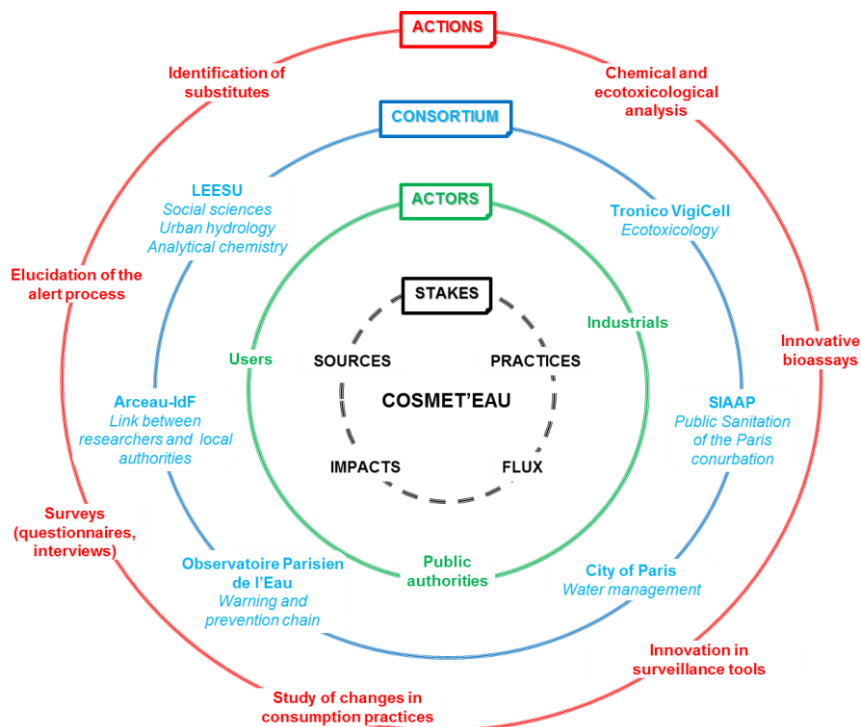 ACTIONS
Identification of
substitutes
Chemical and
ecotoxicological
analysis
CONSORTIUM
LEESU
Social sciences
Urban hydrology
Analytical chemistry
ACTORS
Tronico VigiCell
Ecotoxicology
Elucidation of the
alert process
STAKES
Industrials
Users
SOURCES
PRACTICES
Innovative
bioassays
COSMET'EAU
Arceau-IdF
Link between
researchers and local
authorities
SIAAP
Public Sanitation
of the Paris
conurbation
IMPACTS
FLUX
Surveys
(questionnaires,
interviews)
Observatoire Parisien
de l'Eau
Warning and
prevention chain
Public
authorities
City of Paris
Water management
Innovation in
surveillance tools
Study of changes in
consumption practices